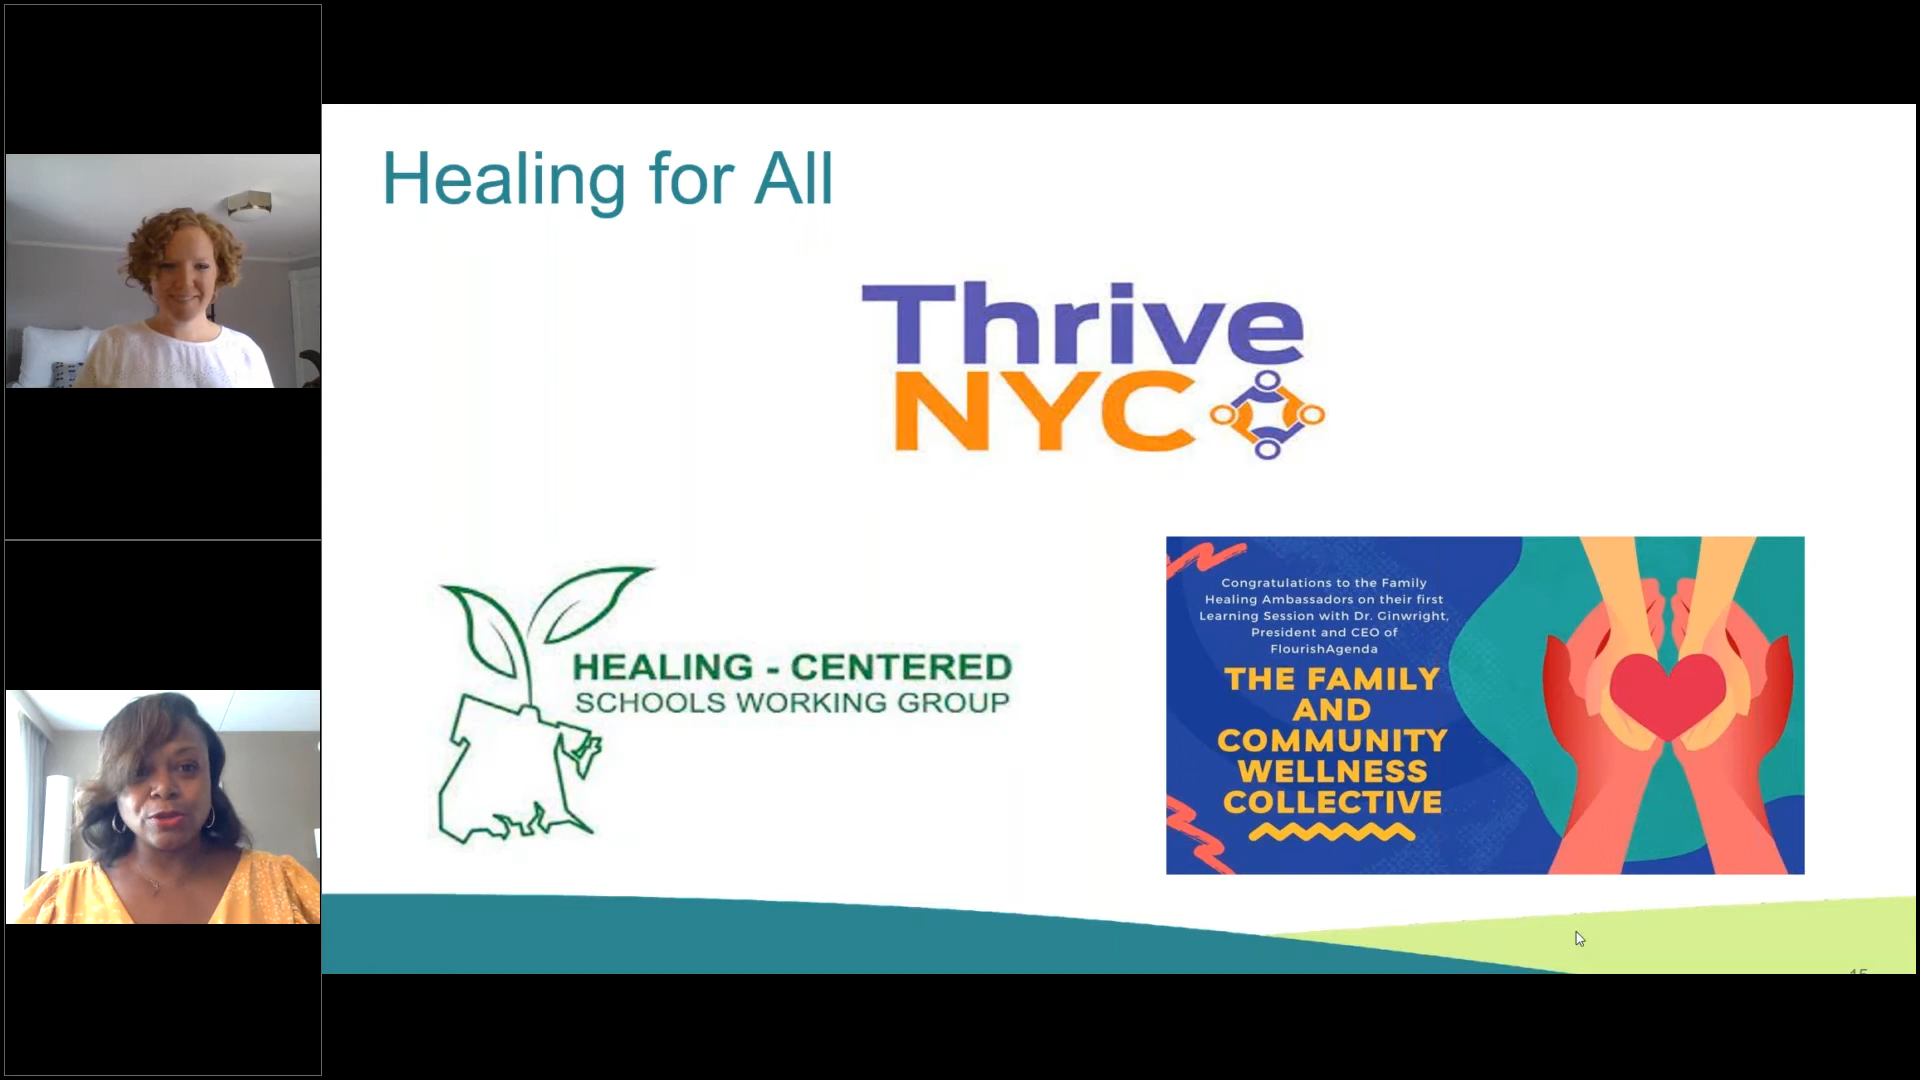 Healing for All
Thrive
NYC
HEALING - CENTERED
SCHOOLS WORKING GROUP
Congratulations to the Family
Healing Ambassadors on their first
Learning Session with Dr. Ginwright,
President and CEO of
FlourishAgenda
THE FAMILY
AND
COMMUNITY
WELLNESS
COLLECTIVE